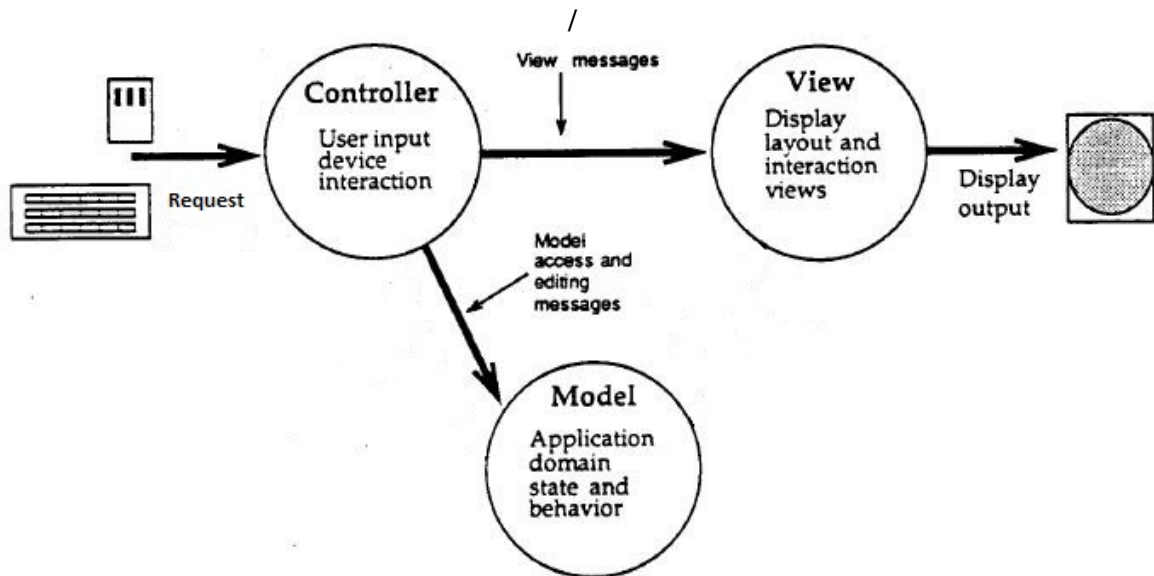 /
View messages
Controller
User input
device
interaction
View
Display
layout and
interaction
views
Request
Display
output
Model
access and
editing
messages
Model
Application
domain
state and
behavior